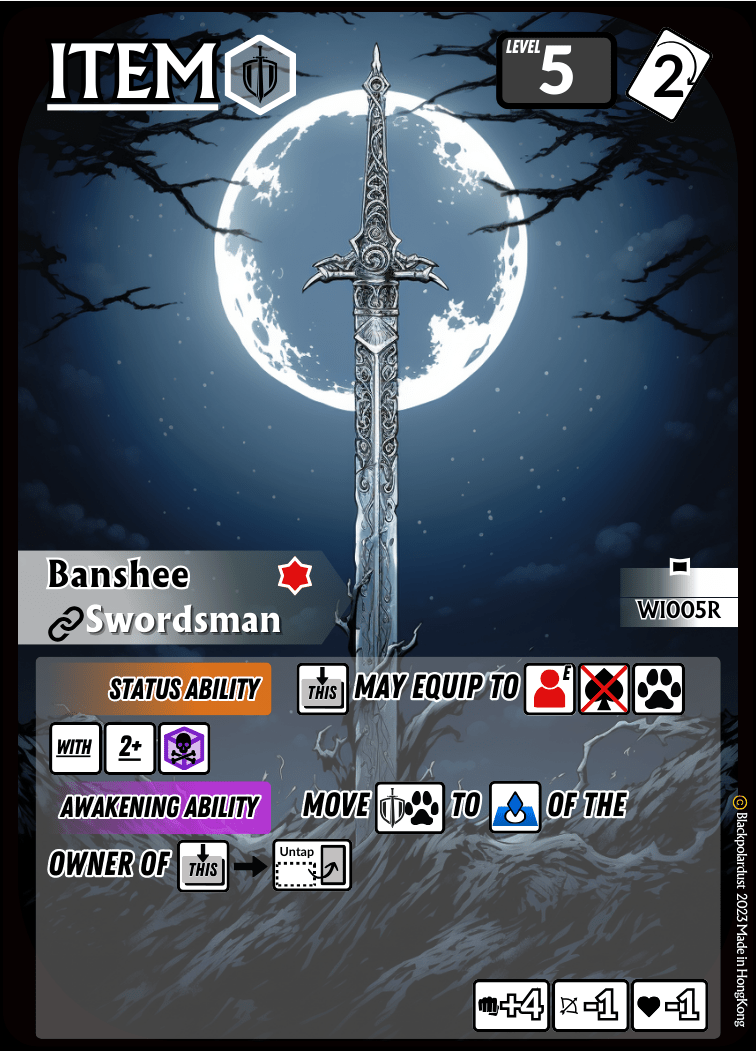 ITEM
LEVEL 5
2
Banshee
Swordsman
WI005R
STATUS ABILITY THIS MAY EQUIP TO E
WITH 2+
AWAKENING ABILITY MOVE TO OF THE
OWNER OF THIS Untap
+4 -1 -1
© Blackpolardust 2023 Made in HongKong